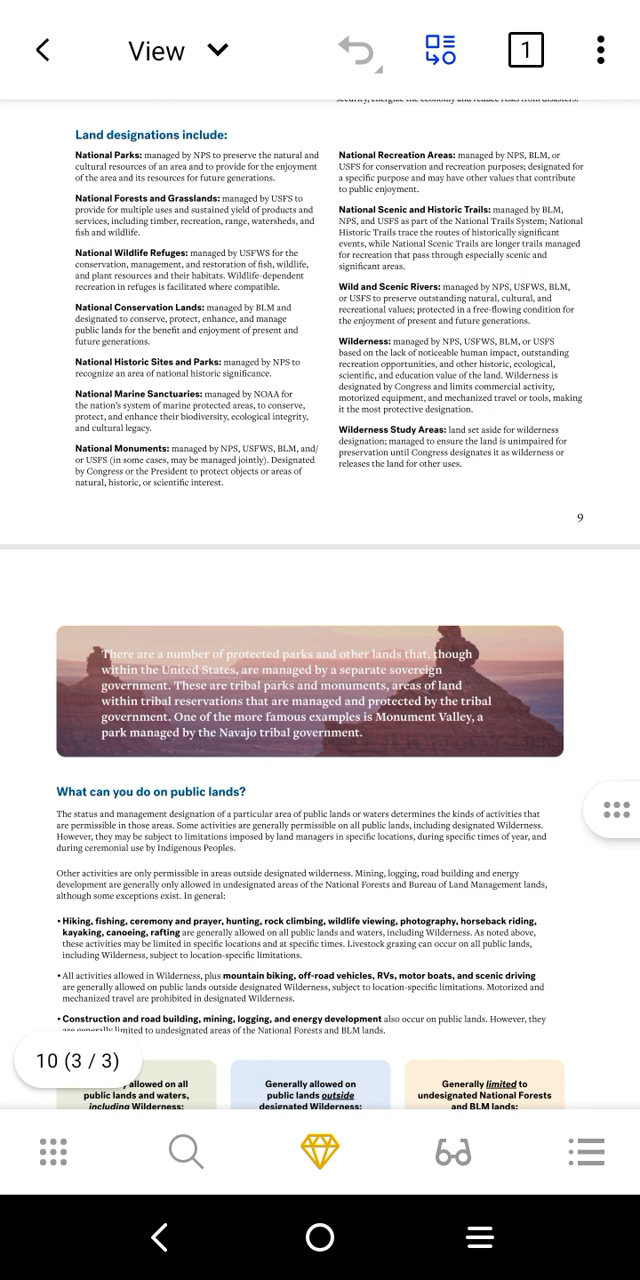 View
1
security, energize the economy and reduce risks from disasters.
Land designations include:
National Parks: managed by NPS to preserve the natural and
cultural resources of an area and to provide for the enjoyment
of the area and its resources for future generations.
National Forests and Grasslands: managed by USFS to
provide for multiple uses and sustained yield of products and
services, including timber, recreation, range, watersheds, and
fish and wildlife.
National Wildlife Refuges: managed by USFWS for the
conservation, management, and restoration of fish, wildlife,
and plant resources and their habitats. Wildlife-dependent
recreation in refuges is facilitated where compatible.
National Conservation Lands: managed by BLM and
designated to conserve, protect, enhance, and manage
public lands for the benefit and enjoyment of present and
future generations.
National Historic Sites and Parks: managed by NPS to
recognize an area of national historic significance.
National Marine Sanctuaries: managed by NOAA for
the nation's system of marine protected areas, to conserve,
protect, and enhance their biodiversity, ecological integrity,
and cultural legacy.
National Monuments: managed by NPS, USFWS, BLM, and/
or USFS (in some cases, may be managed jointly). Designated
by Congress or the President to protect objects or areas of
natural, historic, or scientific interest.
National Recreation Areas: managed by NPS, BLM, or
USFS for conservation and recreation purposes; designated for
a specific purpose and may have other values that contribute
to public enjoyment.
National Scenic and Historic Trails: managed by BLM,
NPS, and USFS as part of the National Trails System; National
Historic Trails trace the routes of historically significant
events, while National Scenic Trails are longer trails managed
for recreation that pass through especially scenic and
significant areas.
Wild and Scenic Rivers: managed by NPS, USFWS, BLM,
or USFS to preserve outstanding natural, cultural, and
recreational values; protected in a free-flowing condition for
the enjoyment of present and future generations.
Wilderness: managed by NPS, USFWS, BLM, or USFS
based on the lack of noticeable human impact, outstanding
recreation opportunities, and other historic, ecological,
scientific, and education value of the land. Wilderness is
designated by Congress and limits commercial activity,
motorized equipment, and mechanized travel or tools, making
it the most protective designation.
Wilderness Study Areas: land set aside for wilderness
designation; managed to ensure the land is unimpaired for
preservation until Congress designates it as wilderness or
releases the land for other uses.
9
There are a number of protected parks and other lands that, though
within the United States, are managed by a separate sovereign
government. These are tribal parks and monuments, areas of land
within tribal reservations that are managed and protected by the tribal
government. One of the more famous examples is Monument Valley, a
park managed by the Navajo tribal government.
What can you do on public lands?
The status and management designation of a particular area of public lands or waters determines the kinds of activities that
are permissible in those areas. Some activities are generally permissible on all public lands, including designated Wilderness.
However, they may be subject to limitations imposed by land managers in specific locations, during specific times of year, and
during ceremonial use by Indigenous Peoples.
Other activities are only permissible in areas outside designated wilderness. Mining, logging, road building and energy
development are generally only allowed in undesignated areas of the National Forests and Bureau of Land Management lands,
although some exceptions exist. In general:
• Hiking, fishing, ceremony and prayer, hunting, rock climbing, wildlife viewing, photography, horseback riding,
kayaking, canoeing, rafting are generally allowed on all public lands and waters, including Wilderness. As noted above,
these activities may be limited in specific locations and at specific times. Livestock grazing can occur on all public lands,
including Wilderness, subject to location-specific limitations.
• All activities allowed in Wilderness, plus mountain biking, off-road vehicles, RVs, motor boats, and scenic driving
are generally allowed on public lands outside designated Wilderness, subject to location-specific limitations. Motorized and
mechanized travel are prohibited in designated Wilderness.
• Construction and road building, mining, logging, and energy development also occur on public lands. However, they
are generally limited to undesignated areas of the National Forests and BLM lands.
10 (3 / 3)
allowed on all
public lands and waters,
including Wilderness:
Generally allowed on
public lands outside
designated Wilderness:
Generally limited to
undesignated National Forests
and BLM lands: